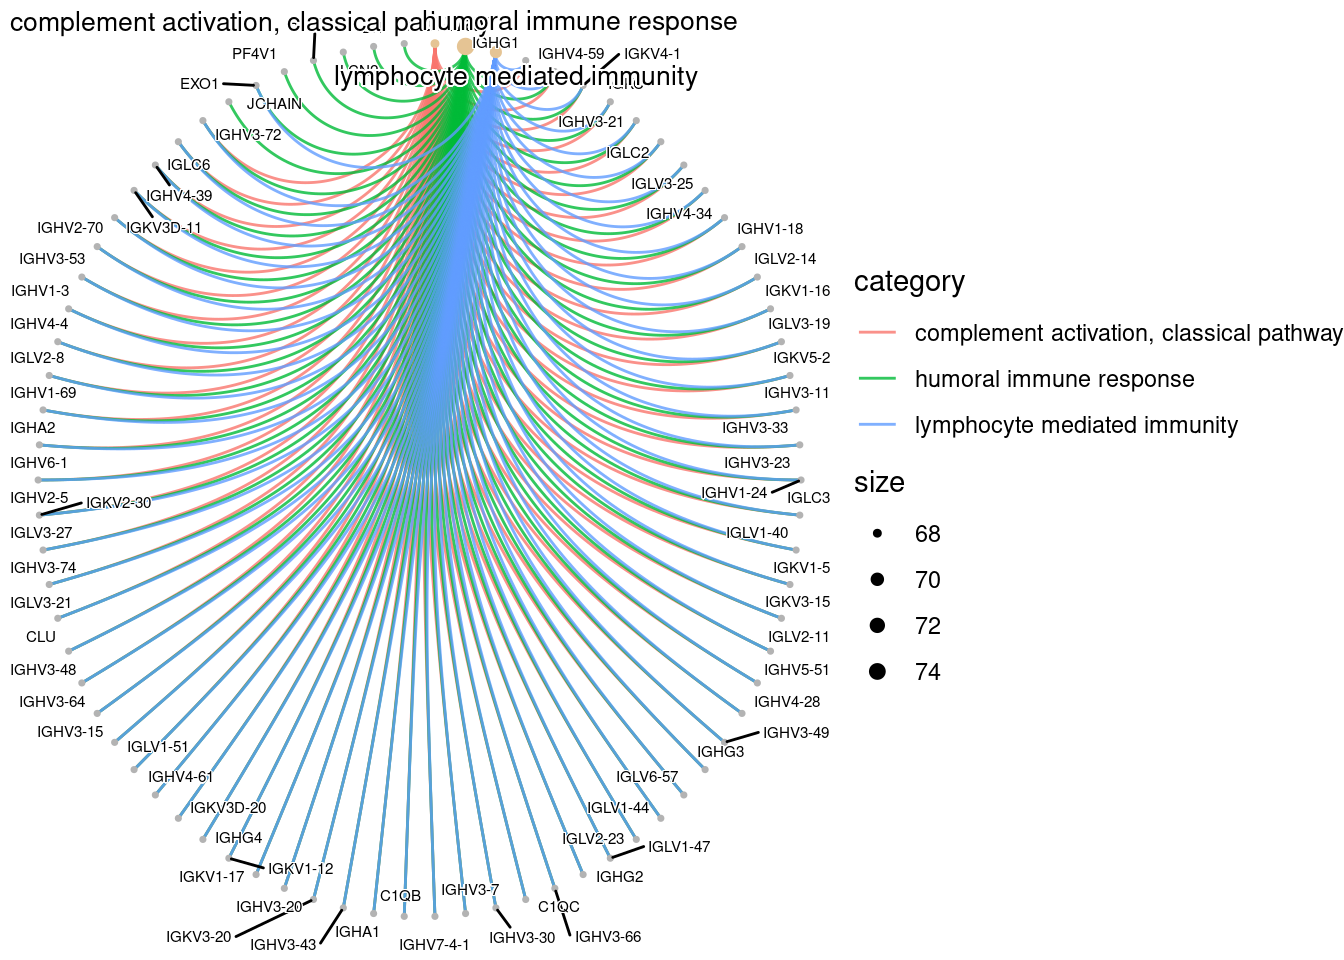 complement activation, classical pathway
humoral immune response
IGHG1
PF4V1
IGHV4-59
IGKV4-1
lymphocyte mediated immunity
EXO1
JCHAIN
IGHV3-72
IGHV3-21
IGLC6
IGLC2
IGHV4-39
IGLV3-25
IGHV2-70
IGKV3D-11
IGHV4-34
IGHV1-18
IGHV3-53
IGLV2-14
IGHV1-3
IGKV1-16
IGHV4-4
IGLV3-19
IGLV2-8
IGKV5-2
IGHV1-69
IGHV3-11
IGHA2
IGHV3-33
IGHV6-1
IGHV3-23
IGHV1-24
IGLC3
IGHV2-5
IGKV2-30
IGLV3-27
IGLV1-40
IGHV3-74
IGKV1-5
IGLV3-21
IGKV3-15
CLU
IGLV2-11
IGHV3-48
IGHV5-51
IGHV3-64
IGHV4-28
IGHV3-15
IGHV3-49
IGLV1-51
IGHG3
IGHV4-61
IGLV6-57
IGKV3D-20
IGLV1-44
IGHG4
IGLV2-23
IGLV1-47
IGKV1-17
IGKV1-12
IGHG2
C1QB
IGHV3-7
IGHV3-20
C1QC
IGKV3-20
IGHV3-43
IGHA1
IGHV7-4-1
IGHV3-30
IGHV3-66
category
complement activation, classical pathway
humoral immune response
lymphocyte mediated immunity
size
68
70
72
74